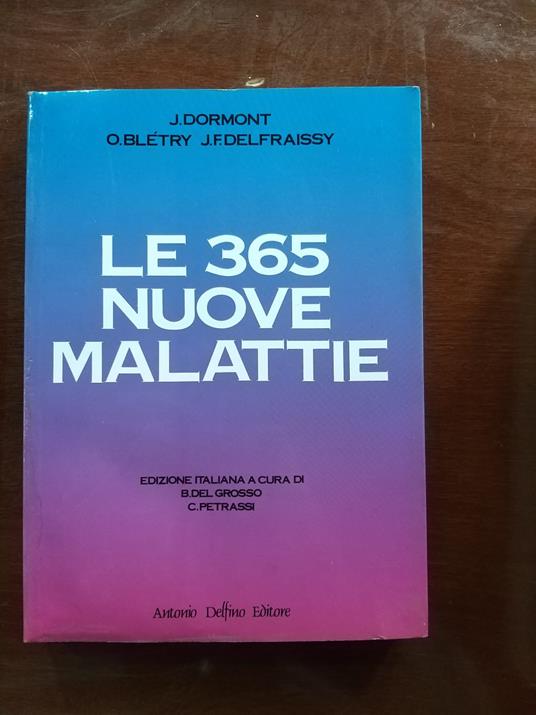 J.DORMONT
O.BLÉTRY J.F.DELFRAISSY
LE 365
NUOVE
MALATTIE
EDIZIONE ITALIANA A CURA DI
B.DEL GROSSO
C.PETRASSI
Antonio Delfino Editore